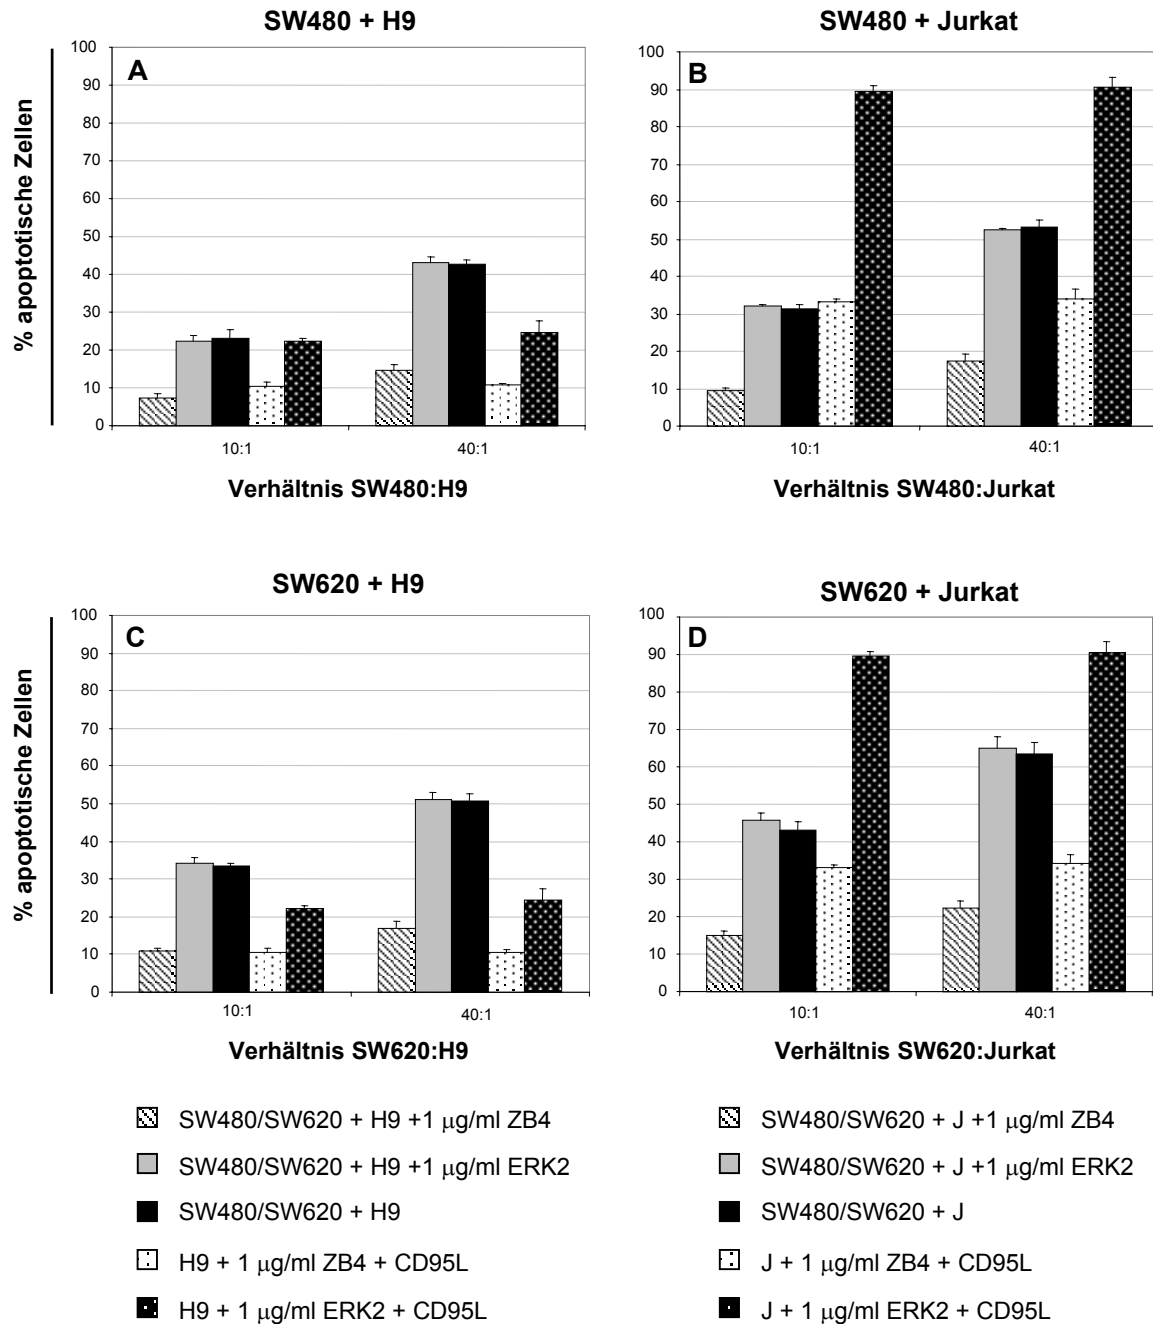 SW480 + H9
% apoptotische Zellen
A
100
90
80
70
60
50
40
30
20
10
0
10:1
40:1
Verhältnis SW480:H9
SW480 + Jurkat
B
100
90
80
70
60
50
40
30
20
10
0
10:1
40:1
Verhältnis SW480:Jurkat
SW620 + H9
% apoptotische Zellen
C
100
90
80
70
60
50
40
30
20
10
0
10:1
40:1
Verhältnis SW620:H9
SW620 + Jurkat
D
100
90
80
70
60
50
40
30
20
10
0
10:1
40:1
Verhältnis SW620:Jurkat
SW480/SW620 + H9 +1 μg/ml ZB4
SW480/SW620 + H9 +1 μg/ml ERK2
SW480/SW620 + H9
H9 + 1 μg/ml ZB4 + CD95L
H9 + 1 μg/ml ERK2 + CD95L
SW480/SW620 + J +1 μg/ml ZB4
SW480/SW620 + J +1 μg/ml ERK2
SW480/SW620 + J
J + 1 μg/ml ZB4 + CD95L
J + 1 μg/ml ERK2 + CD95L